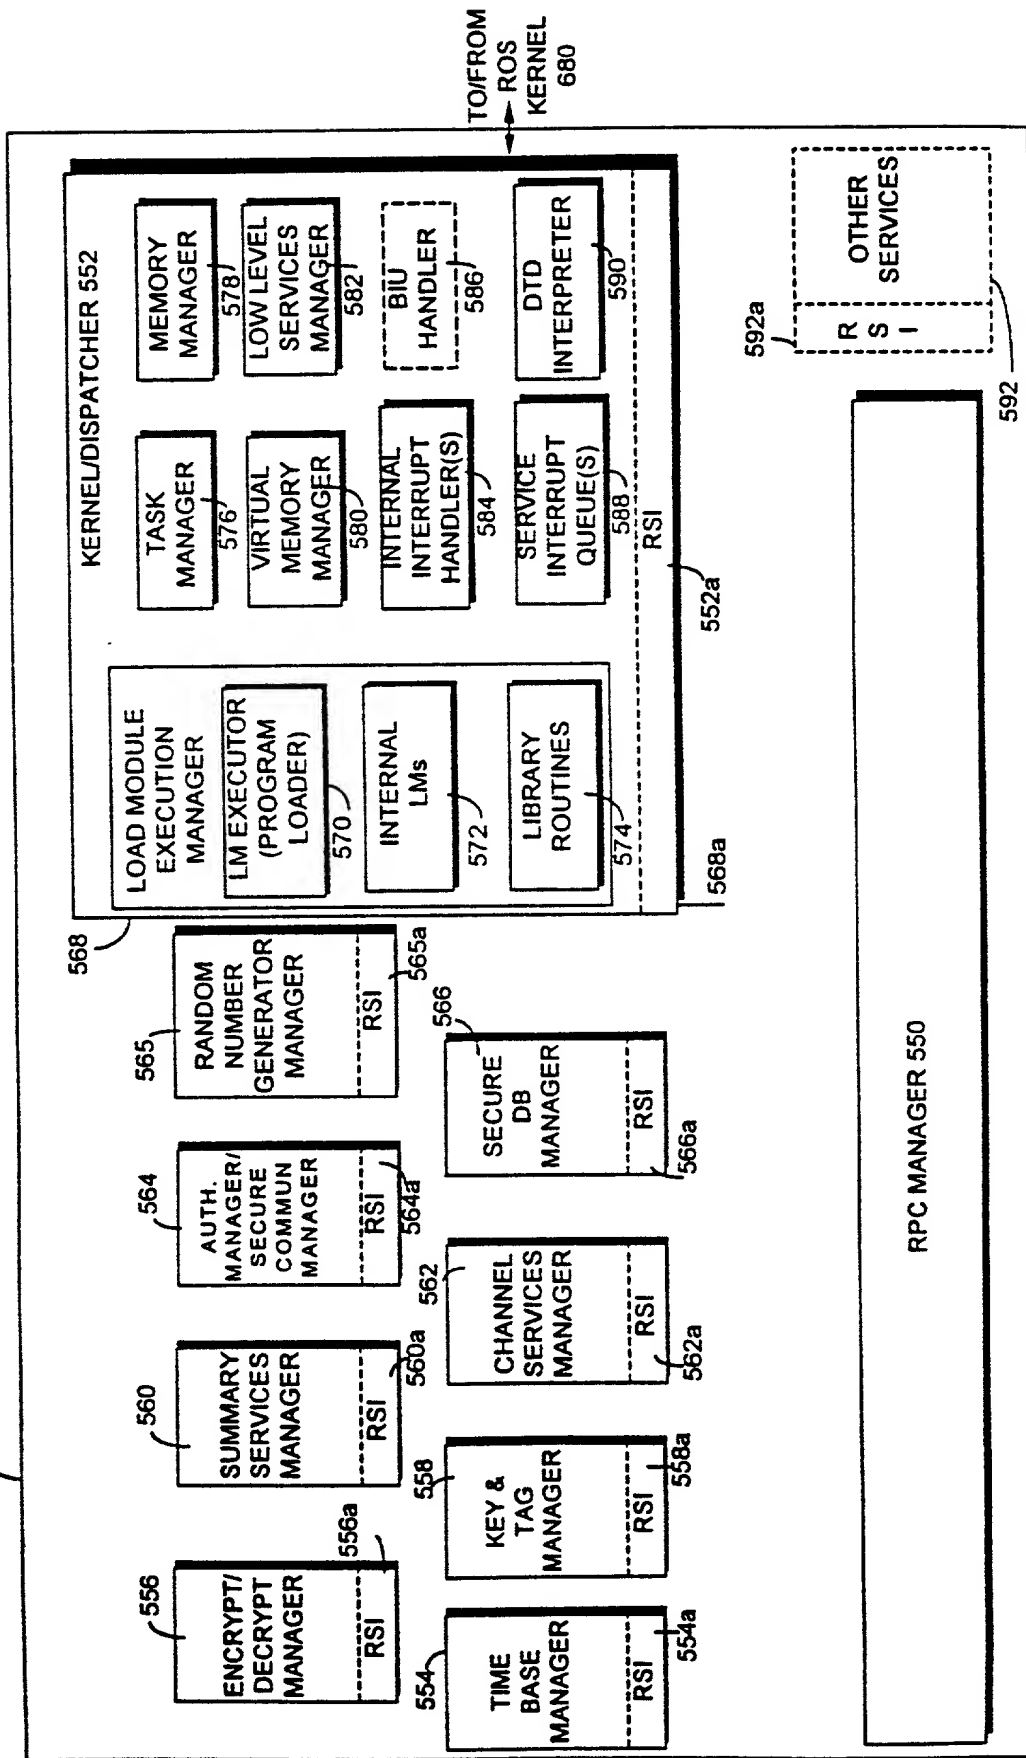 TO/FROM
ROS
KERNEL
680
KERNEL/DISPATCHER 552
LOAD MODULE
EXECUTION
MANAGER
LM EXECUTOR
(PROGRAM
LOADER)
570
INTERNAL
LMs
572
LIBRARY
ROUTINES
574
568
568a
TASK
MANAGER
576
MEMORY
MANAGER
578
VIRTUAL
MEMORY
MANAGER
580
LOW LEVEL
SERVICES
MANAGER
582
INTERNAL
INTERRUPT
HANDLER(S)
584
BIU
HANDLER
586
SERVICE
INTERRUPT
QUEUE(S)
588
DTD
INTERPRETER
590
RSI
552a
556
ENCRYPT/
DECRYPT
MANAGER
RSI
556a
560
SUMMARY
SERVICES
MANAGER
RSI
560a
564
AUTH.
MANAGER/
SECURE
COMMUN
MANAGER
RSI
564a
565
RANDOM
NUMBER
GENERATOR
MANAGER
RSI
565a
554
TIME
BASE
MANAGER
RSI
554a
558
KEY &
TAG
MANAGER
RSI
558a
562
CHANNEL
SERVICES
MANAGER
RSI
562a
566
SECURE
DB
MANAGER
RSI
566a
RPC MANAGER 550
592a
R
S
I
OTHER
SERVICES
592